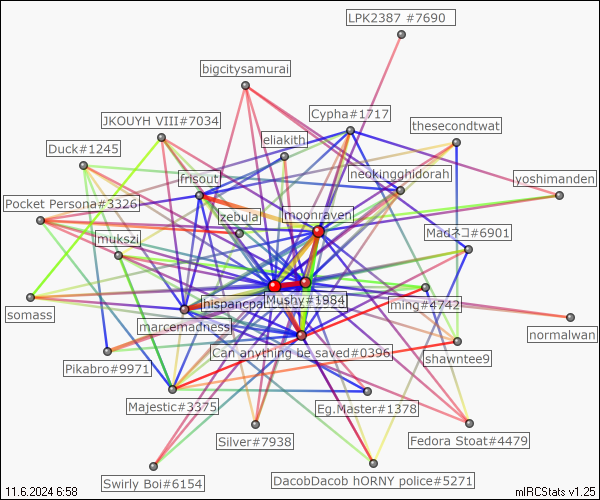 LPK2387 #7690
bigcitysamurai
Cypha#1717
JKOUYH VIII#7034
thesecondtwat
eliakith
Duck#1245
neokingghidorah
frisout
yoshimanden
Pocket Persona#3326
zebula
moonraven
Madネコ#6901
mukszi
hispancpa
Mushy#1984
ming#4742
somass
marcemadness
normalwan
Can anything be saved#0396
shawntee9
Pikabro#9971
Majestic#3375
Eg.Master#1378
Silver#7938
Fedora Stoat#4479
Swirly Boi#6154
DacobDacob hORNY police#5271
11.6.2024 6:58
mIRCStats v1.25